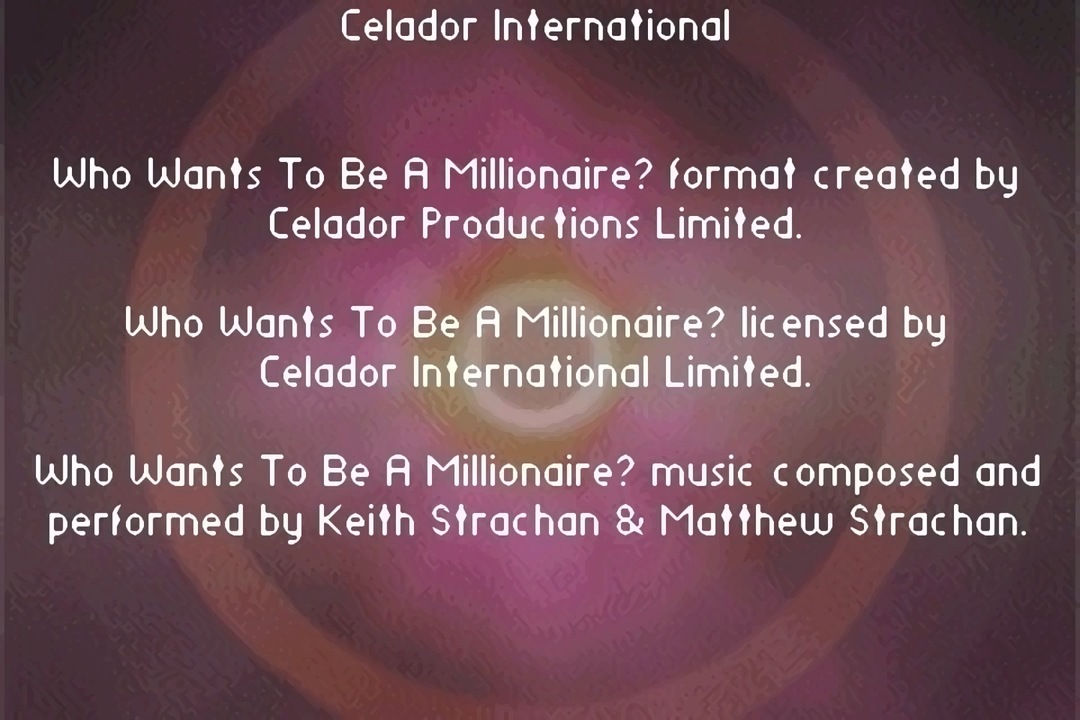 Celador International
Who Wants To Be A Millionaire? format created by
Celador Productions Limited.
Who Wants To Be A Millionaire? licensed by
Celador International Limited.
Who Wants To Be A Millionaire? music composed and
performed by Keith Strachan & Matthew Strachan.